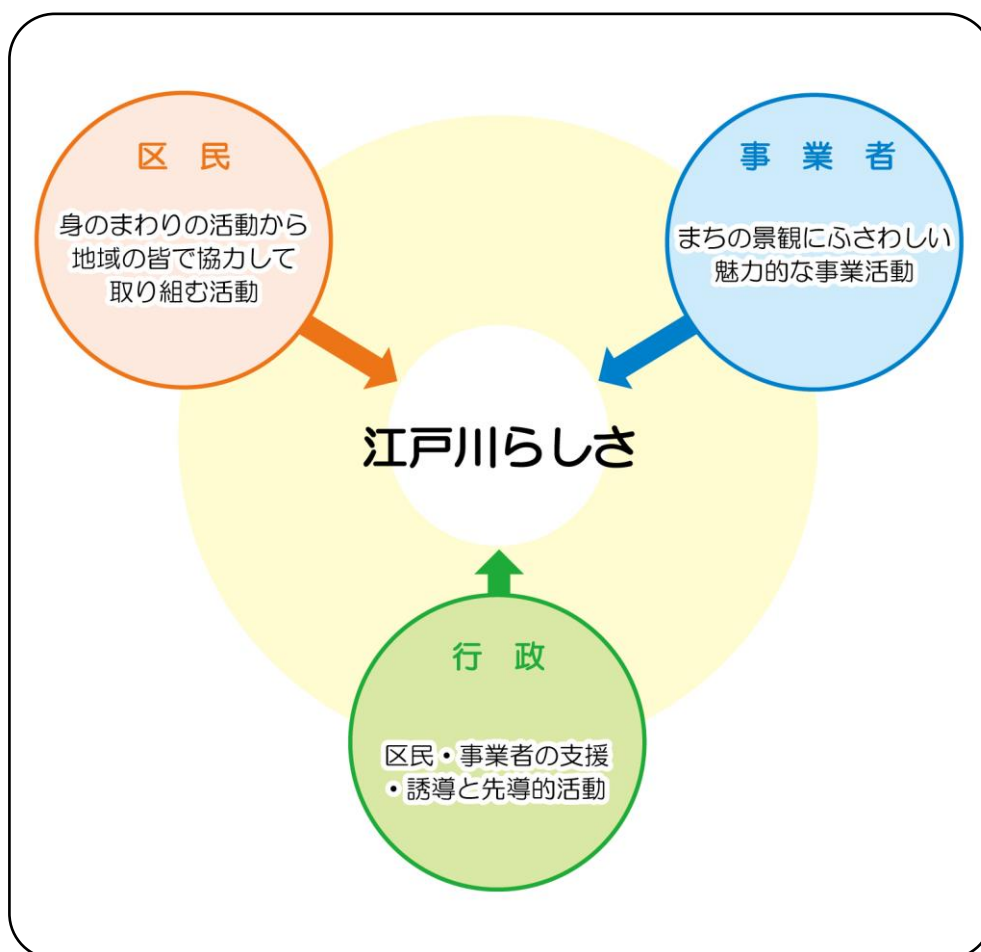 区　民
身のまわりの活動から
地域の皆で協力して
取り組む活動
事　業　者
まちの景観にふさわしい
魅力的な事業活動
江戸川らしさ
行　政
区民・事業者の支援
・誘導と先導的活動